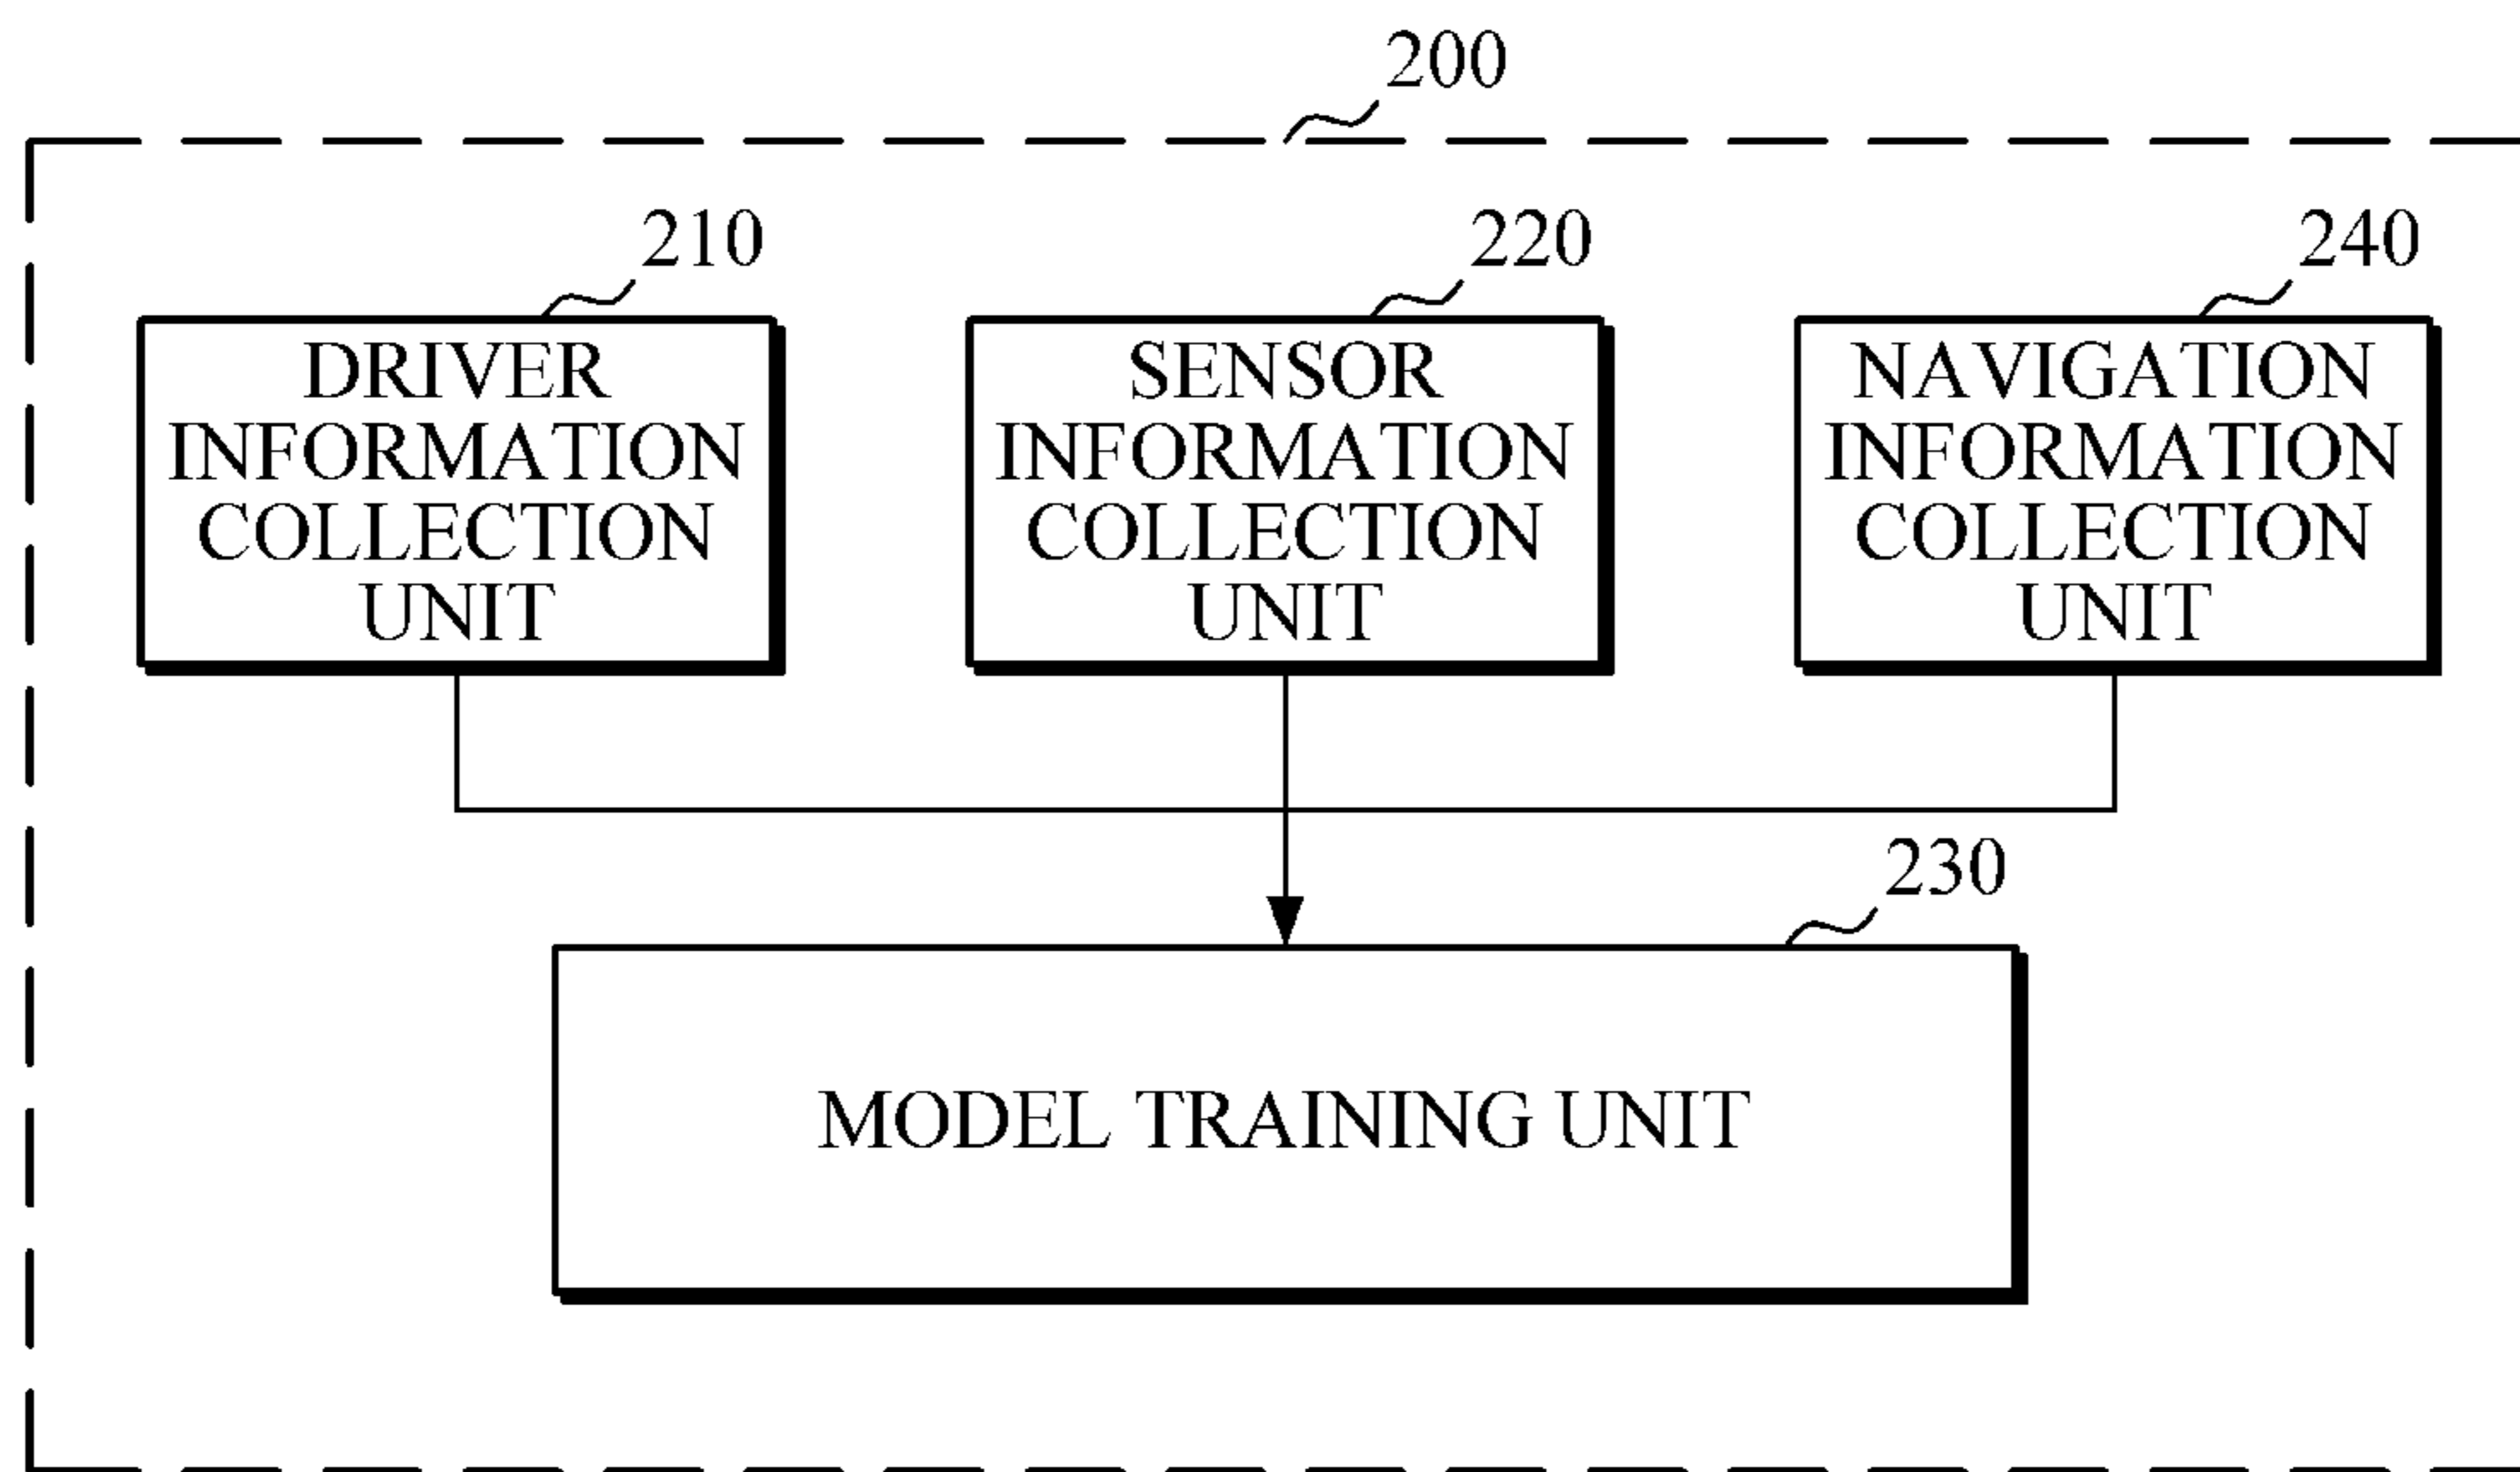 200
210
220
240
DRIVER
INFORMATION
COLLECTION
UNIT
SENSOR
INFORMATION
COLLECTION
UNIT
NAVIGATION
INFORMATION
COLLECTION
UNIT
230
MODEL TRAINING UNIT